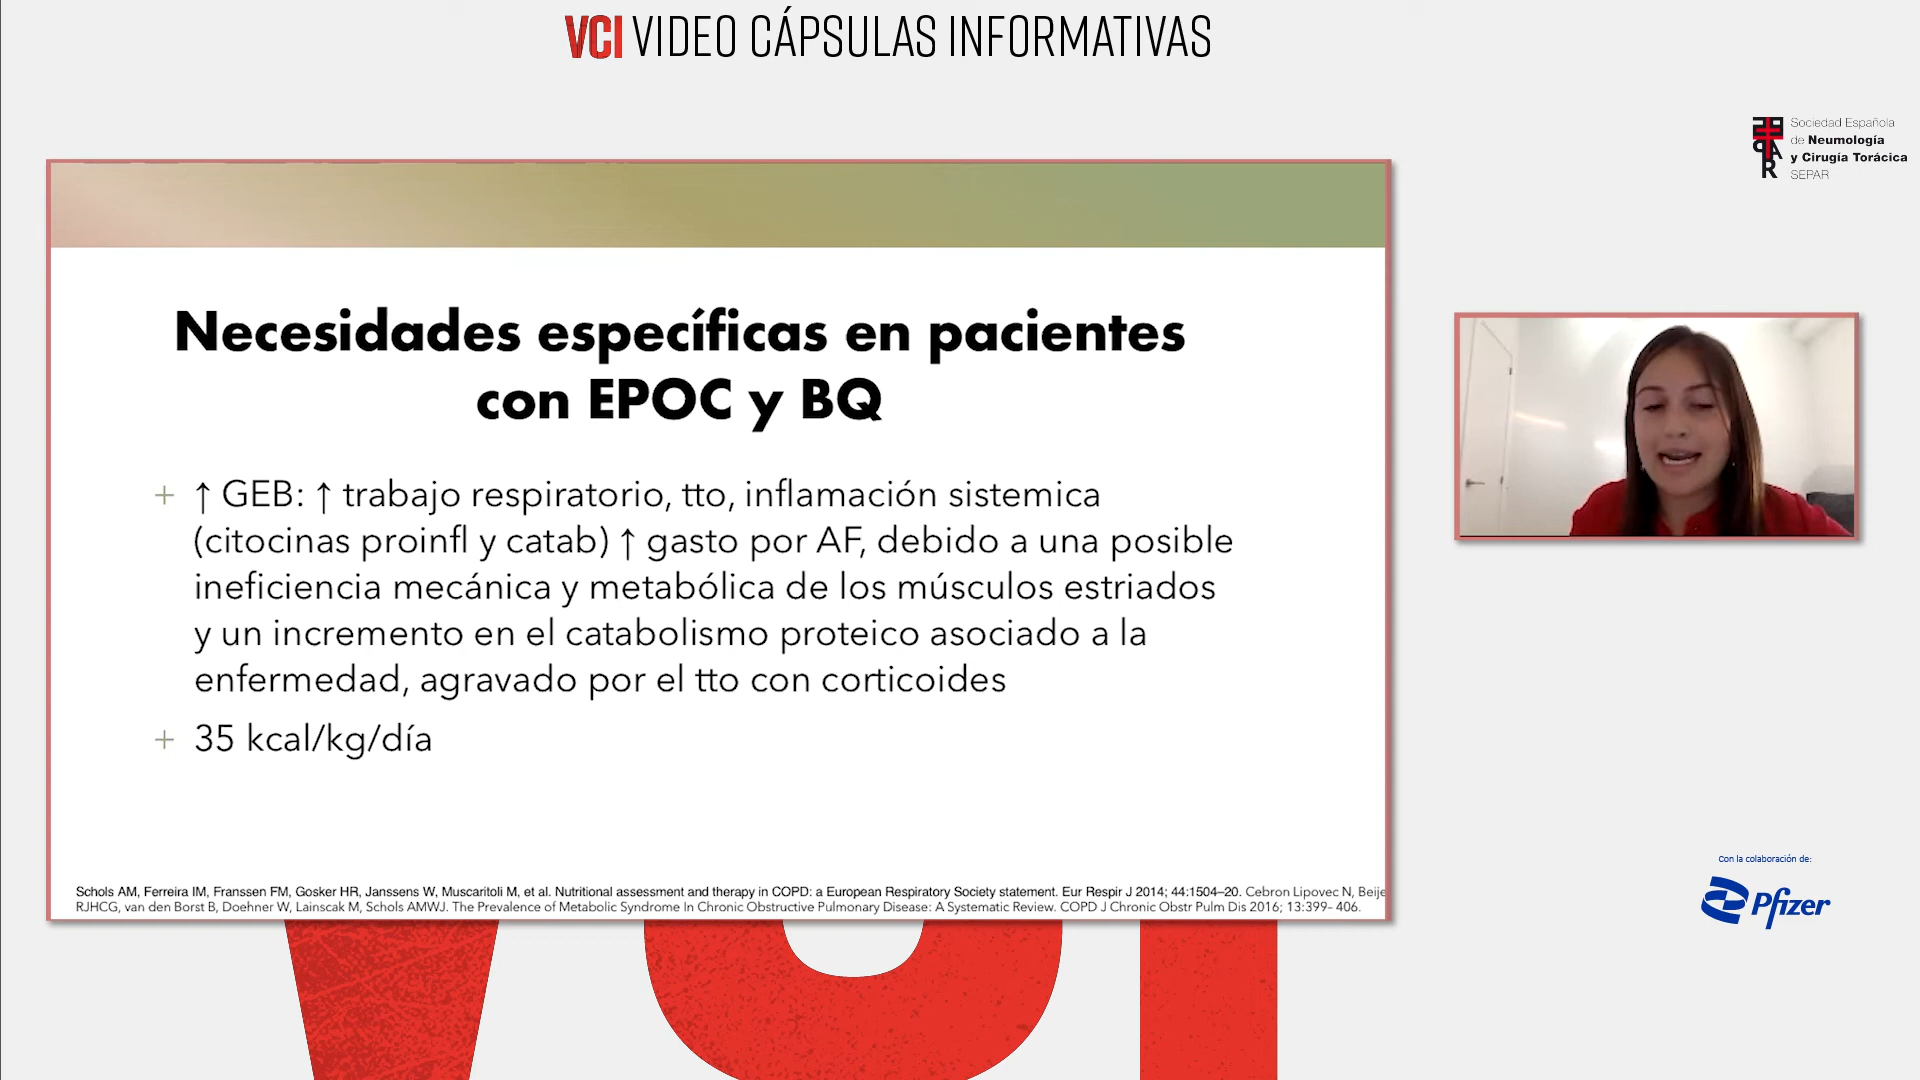 VCI VIDEO CÁPSULAS INFORMATIVAS
Sociedad Española
de Neumología
y Cirugía Torácica
SEPAR
Necesidades específicas en pacientes
con EPOC y BQ
+ ↑ GEB: ↑ trabajo respiratorio, tto, inflamación sistemica
(citocinas proinfl y catab) ↑ gasto por AF, debido a una posible
ineficiencia mecánica y metabólica de los músculos estriados
y un incremento en el catabolismo proteico asociado a la
enfermedad, agravado por el tto con corticoides
+ 35 kcal/kg/día
Schols AM, Ferreira IM, Franssen FM, Gosker HR, Janssens W, Muscaritoli M, et al. Nutritional assessment and therapy in COPD: a European Respiratory Society statement. Eur Respir J 2014; 44:1504–20. Cebron Lipovec N, Beije
RJHCG, van den Borst B, Doehner W, Lainscak M, Schols AMWJ. The Prevalence of Metabolic Syndrome In Chronic Obstructive Pulmonary Disease: A Systematic Review. COPD J Chronic Obstr Pulm Dis 2016; 13:399- 406.
Con la colaboración de:
Pfizer